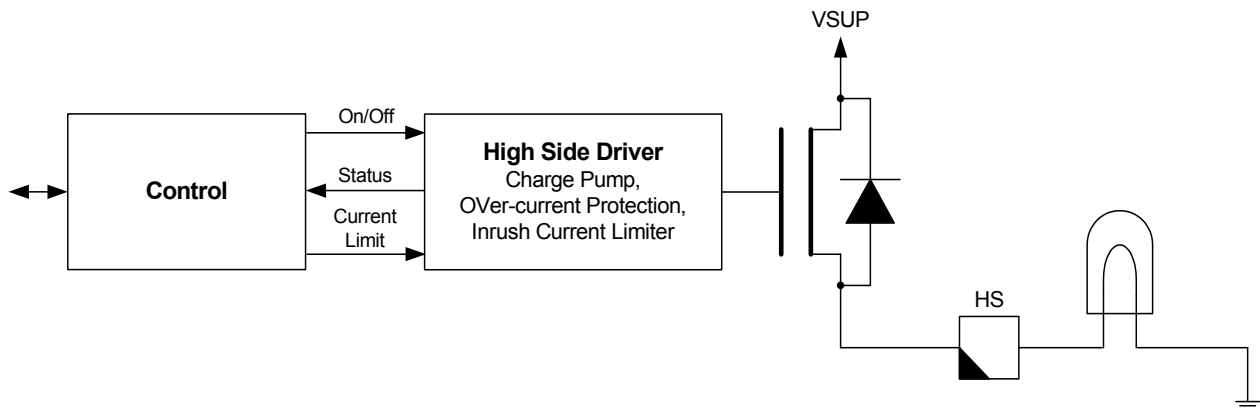 VSUP
On/Off
Control
Status
Current
Limit
High Side Driver
Charge Pump,
OVer-current Protection,
Inrush Current Limiter
HS